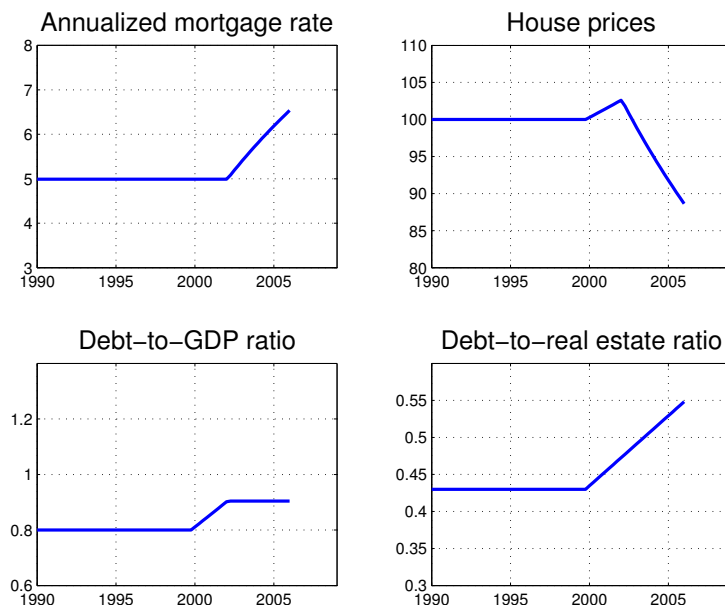 Annualized mortgage rate
8
7
6
5
4
3
1990 1995 2000 2005
House prices
110
105
100
95
90
85
80
1990 1995 2000 2005
Debt−to−GDP ratio
1.2
1
0.8
0.6
1990 1995 2000 2005
Debt−to−real estate ratio
0.55
0.5
0.45
0.4
0.35
0.3
1990 1995 2000 2005